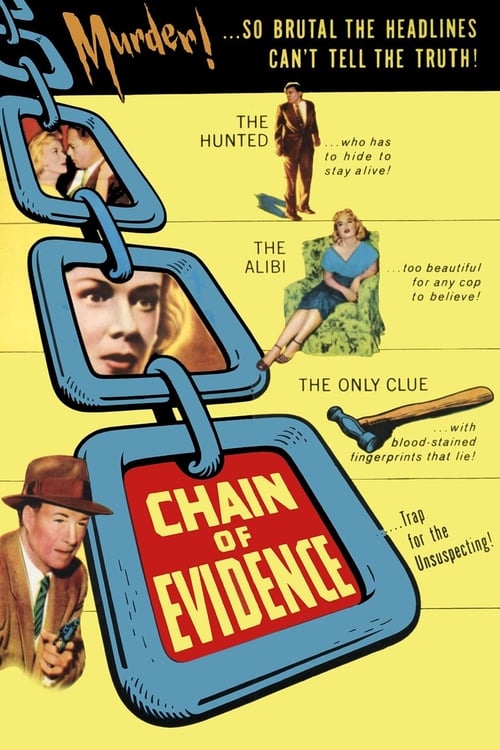 Murder! ...SO BRUTAL THE HEADLINES
CAN'T TELL THE TRUTH!
THE
HUNTED
...who has
to hide to
stay alive!
THE
ALIBI
...too beautiful
for any cop
to believe!
THE ONLY CLUE
...with
blood-stained
fingerprints that lie!
...Trap
for the
Unsuspecting!
CHAIN
OF
EVIDENCE